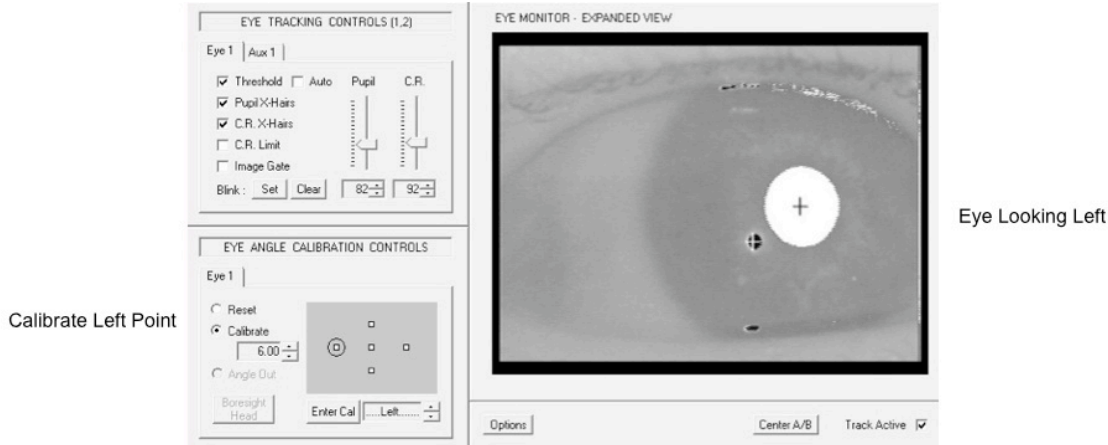 EYE TRACKING CONTROLS (1,2)
Eye 1 Aux 1
Threshold Auto Pupil C.R.
Pupil X-Hairs
C.R. X-Hairs
C.R. Limit
Image Gate
Blink : Set Clear 82 92
EYE ANGLE CALIBRATION CONTROLS
Eye 1
Reset
Calibrate
6.00
Angle Out
Boresight
Head
Enter Cal .....Left.......
Calibrate Left Point
EYE MONITOR - EXPANDED VIEW
Options Center A/B Track Active
Eye Looking Left